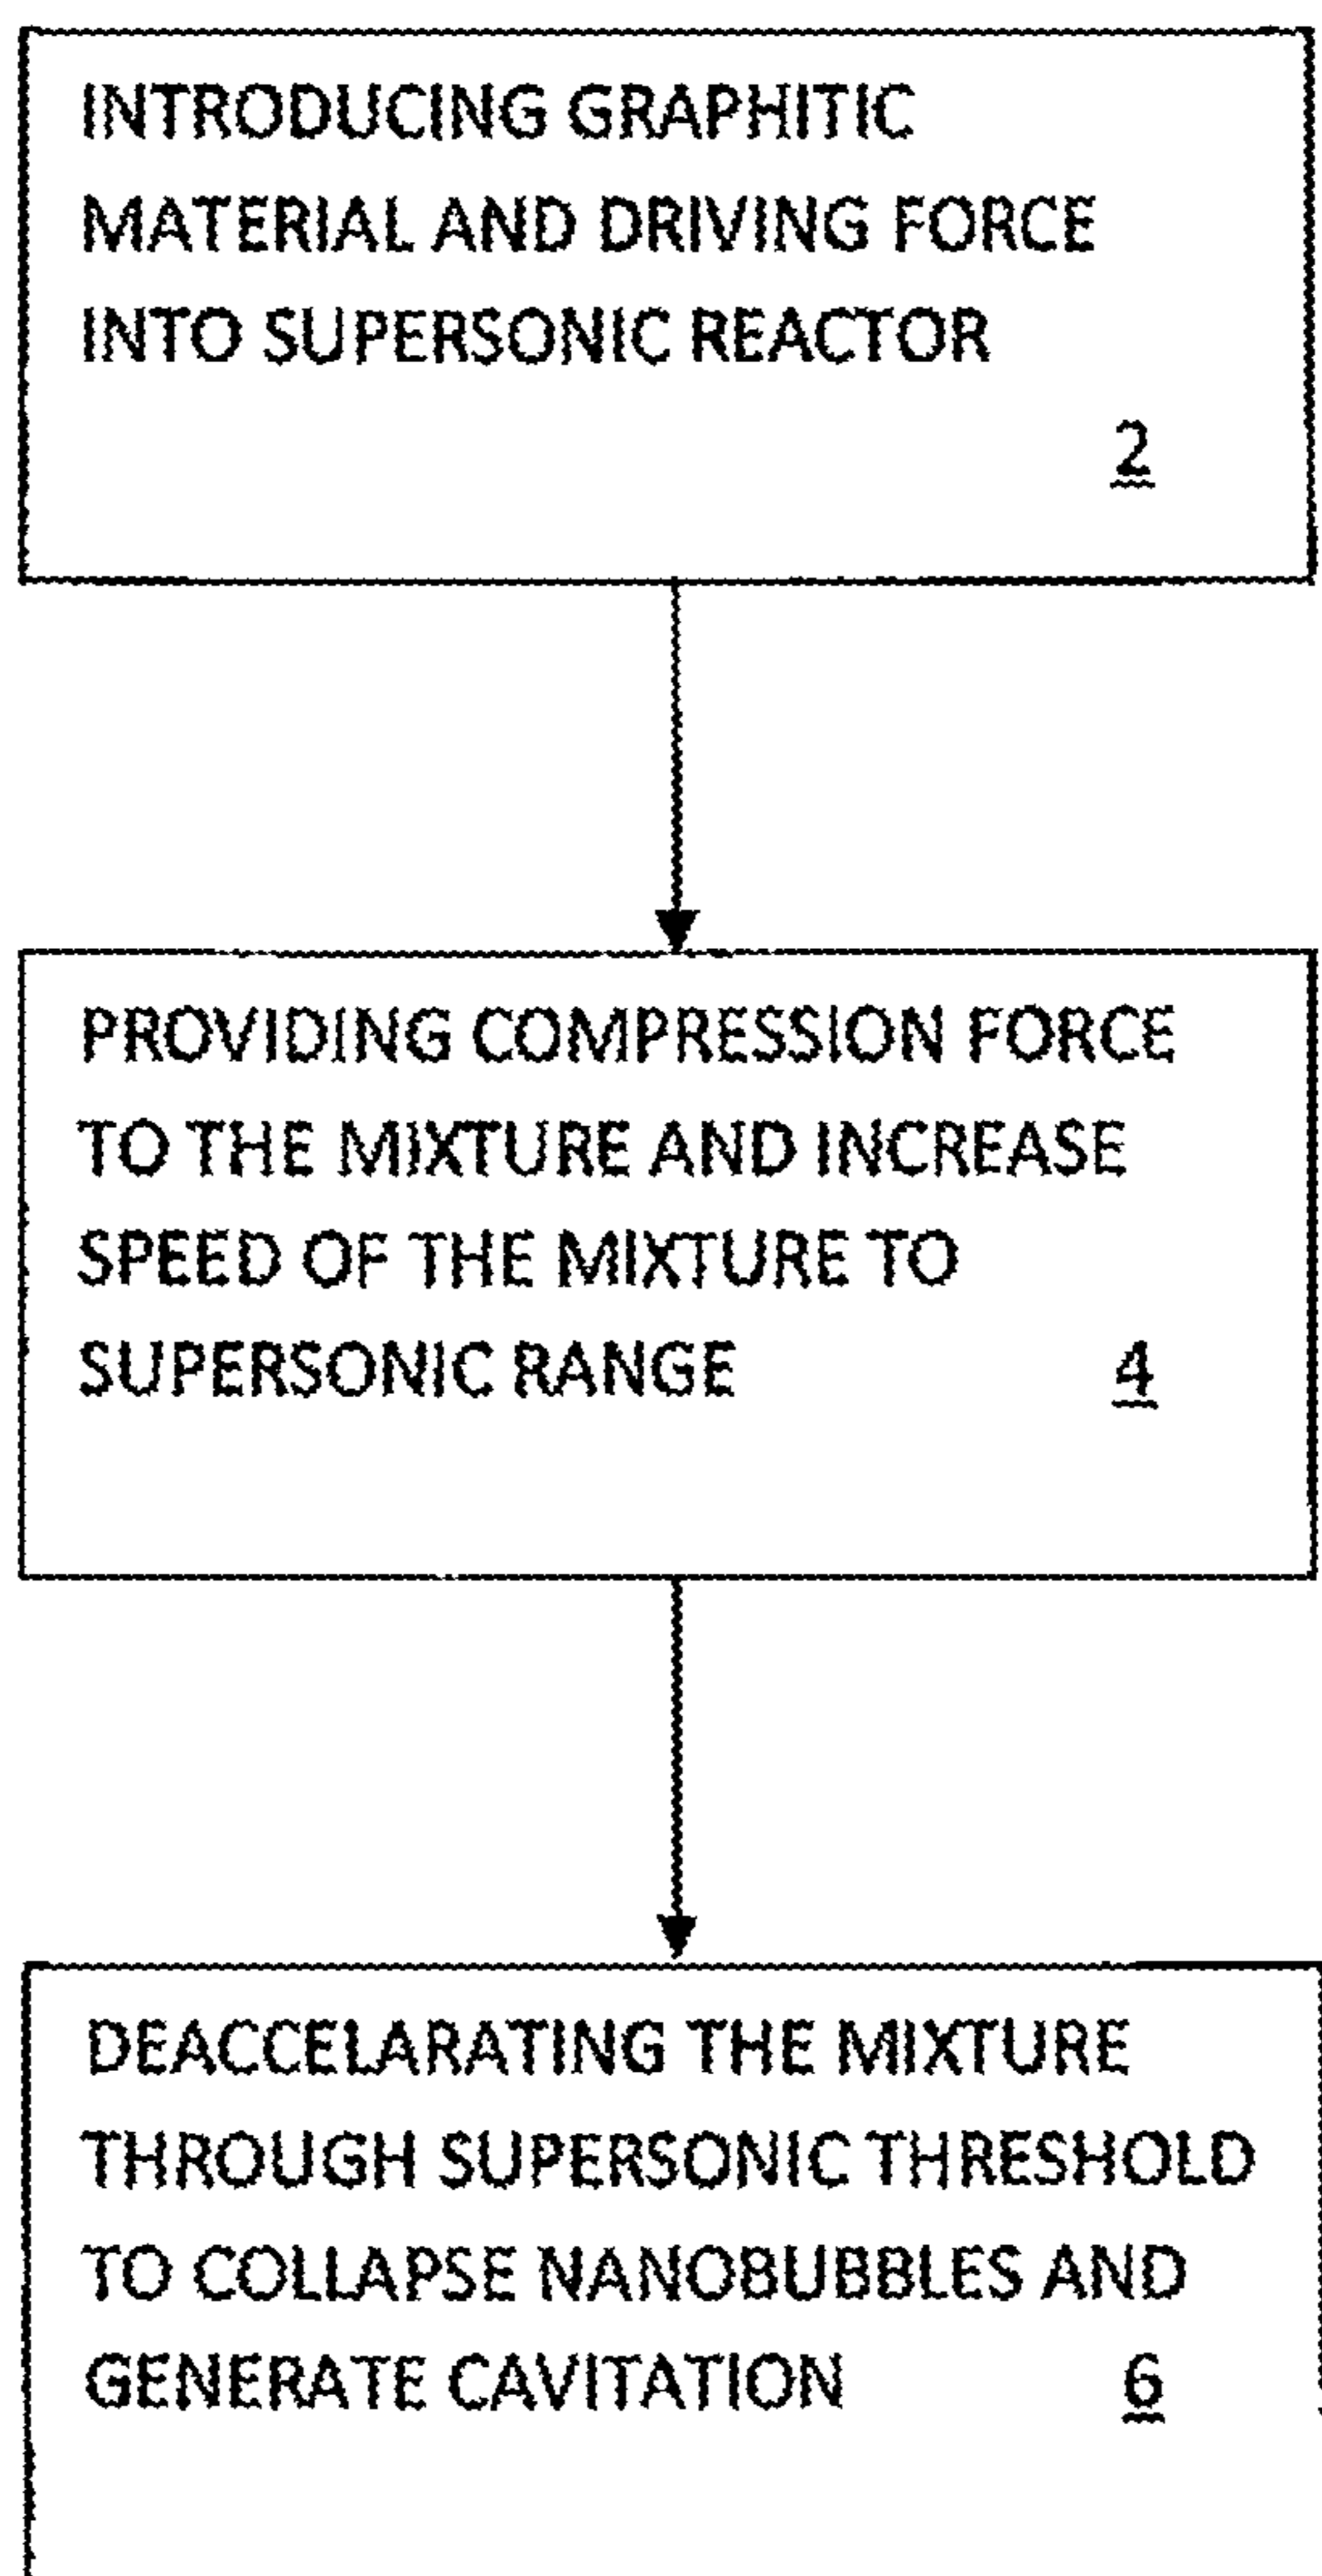 INTRODUCING GRAPHITIC
MATERIAL AND DRIVING FORCE
INTO SUPERSONIC REACTOR
2
PROVIDING COMPRESSION FORCE
TO THE MIXTURE AND INCREASE
SPEED OF THE MIXTURE TO
SUPERSONIC RANGE 4
DEACCELARATING THE MIXTURE
THROUGH SUPERSONIC THRESHOLD
TO COLLAPSE NANOBUBBLES AND
GENERATE CAVITATION 6